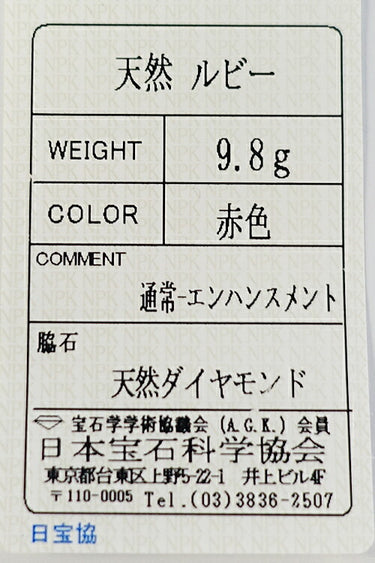 天然 ルビー
WEIGHT 9.8g
COLOR 赤色
COMMENT
通常-エンハンスメント
脇石
天然ダイヤモンド
宝石学学術協議会 (A.G.K.) 会員
日本宝石科学協会
東京都台東区上野5-22-1 井上ビル4F
〒110-0005 Tel.(03)3836-2507
日宝協